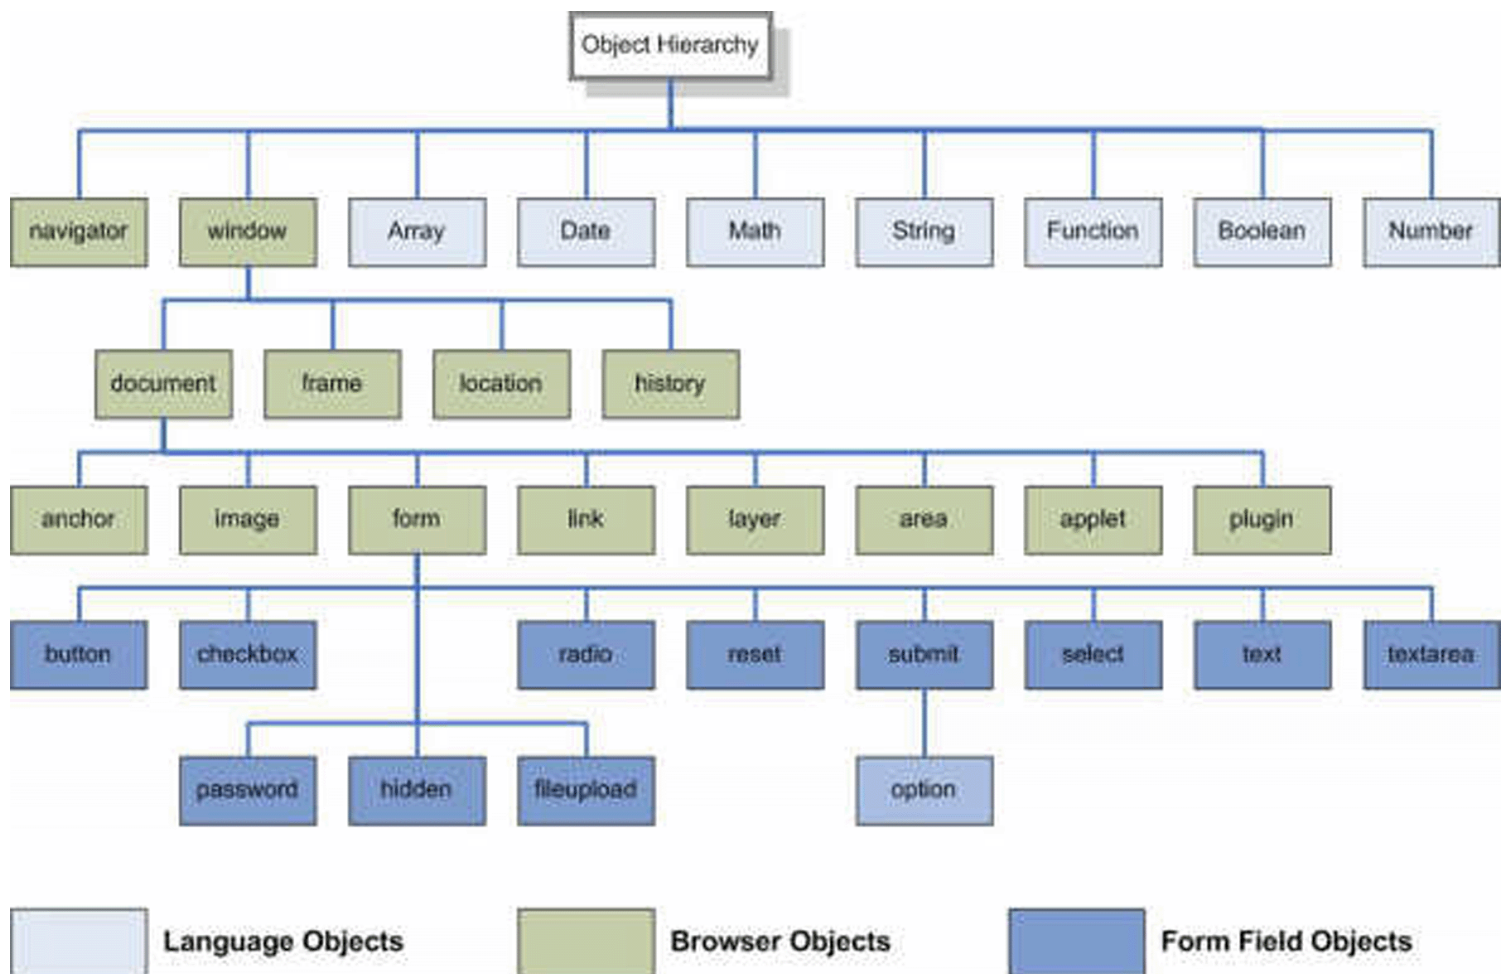 Object Hierarchy
navigator
window
Array
Date
Math
String
Function
Boolean
Number
document
frame
location
history
anchor
image
form
link
layer
area
applet
plugin
button
checkbox
radio
reset
submit
select
text
textarea
password
hidden
fileupload
option
Language Objects
Browser Objects
Form Field Objects